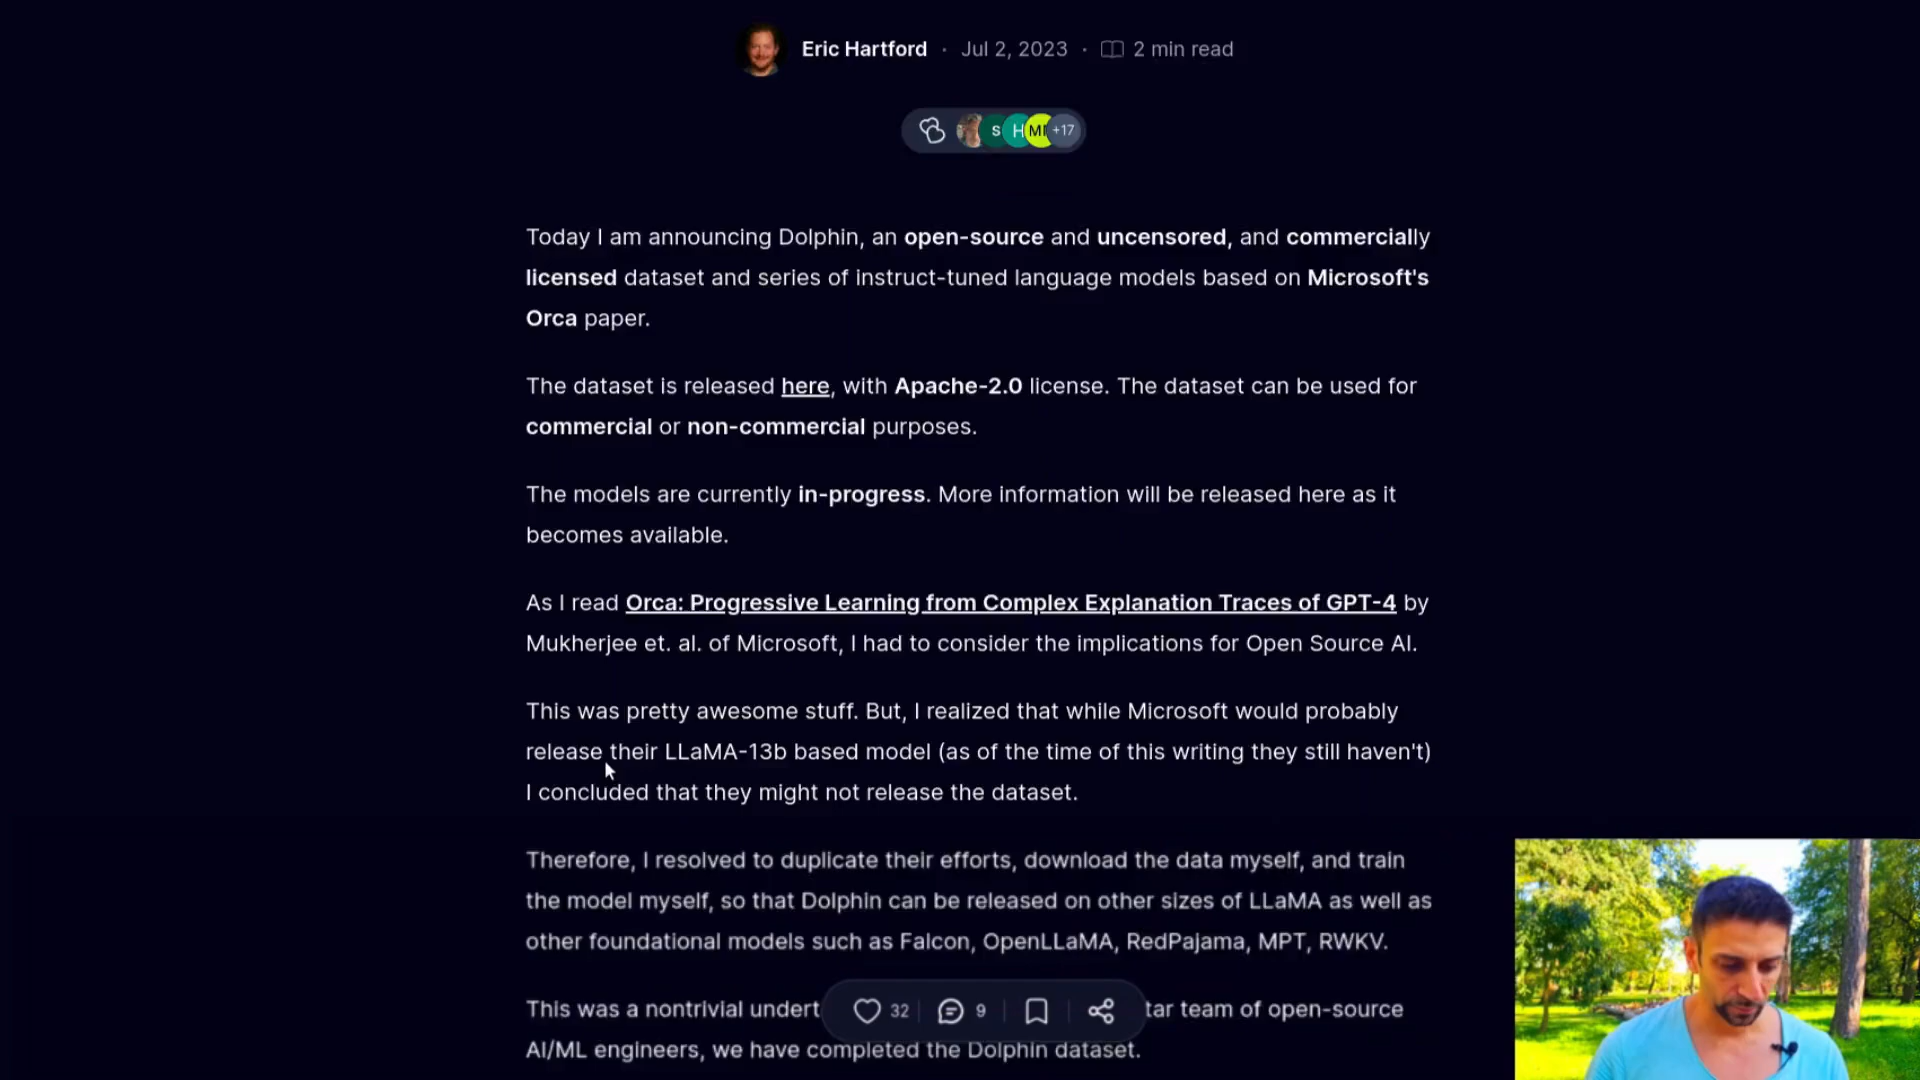 Eric Hartford · Jul 2, 2023 · 2 min read
S H MI +17
Today I am announcing Dolphin, an open-source and uncensored, and commercially
licensed dataset and series of instruct-tuned language models based on Microsoft's
Orca paper.
The dataset is released here, with Apache-2.0 license. The dataset can be used for
commercial or non-commercial purposes.
The models are currently in-progress. More information will be released here as it
becomes available.
As I read Orca: Progressive Learning from Complex Explanation Traces of GPT-4 by
Mukherjee et. al. of Microsoft, I had to consider the implications for Open Source AI.
This was pretty awesome stuff. But, I realized that while Microsoft would probably
release their LLaMA-13b based model (as of the time of this writing they still haven't)
I concluded that they might not release the dataset.
Therefore, I resolved to duplicate their efforts, download the data myself, and train
the model myself, so that Dolphin can be released on other sizes of LLaMA as well as
other foundational models such as Falcon, OpenLLaMA, RedPajama, MPT, RWKV.
This was a nontrivial undert 32 9 tar team of open-source
AI/ML engineers, we have completed the Dolphin dataset.